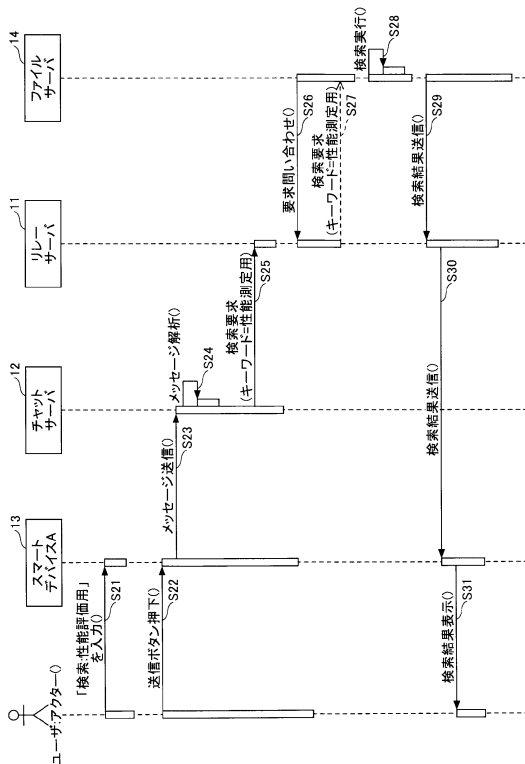 ユーザ:アクター()
13
スマート
デバイスA
12
チャット
サーバ
11
リレー
サーバ
14
ファイル
サーバ
「検索:性能評価用」
を入力()
S21
送信ボタン押下()
S22
メッセージ送信()
S23
メッセージ解析()
S24
検索要求
(キーワード=性能測定用)
S25
要求問い合わせ()
S26
検索要求
(キーワード=性能測定用)
S27
検索実行()
S28
検索結果送信()
S29
検索結果送信()
S30
検索結果表示()
S31